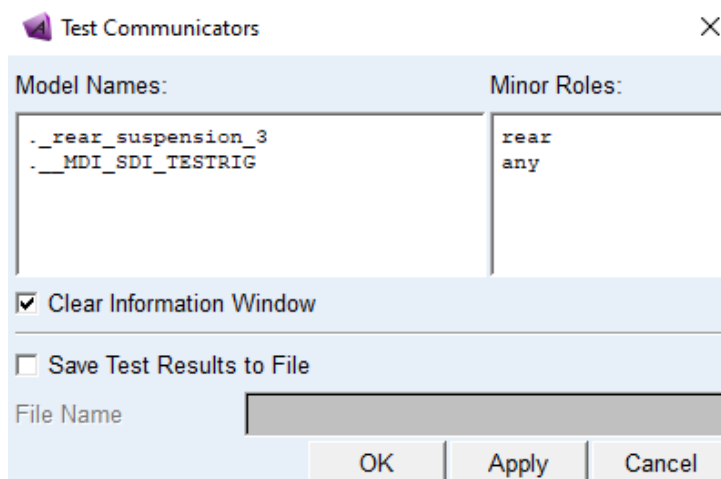 Test Communicators
Model Names:
Minor Roles:
._rear_suspension_3
.__MDI_SDI_TESTRIG
rear
any
Clear Information Window
Save Test Results to File
File Name
OK
Apply
Cancel